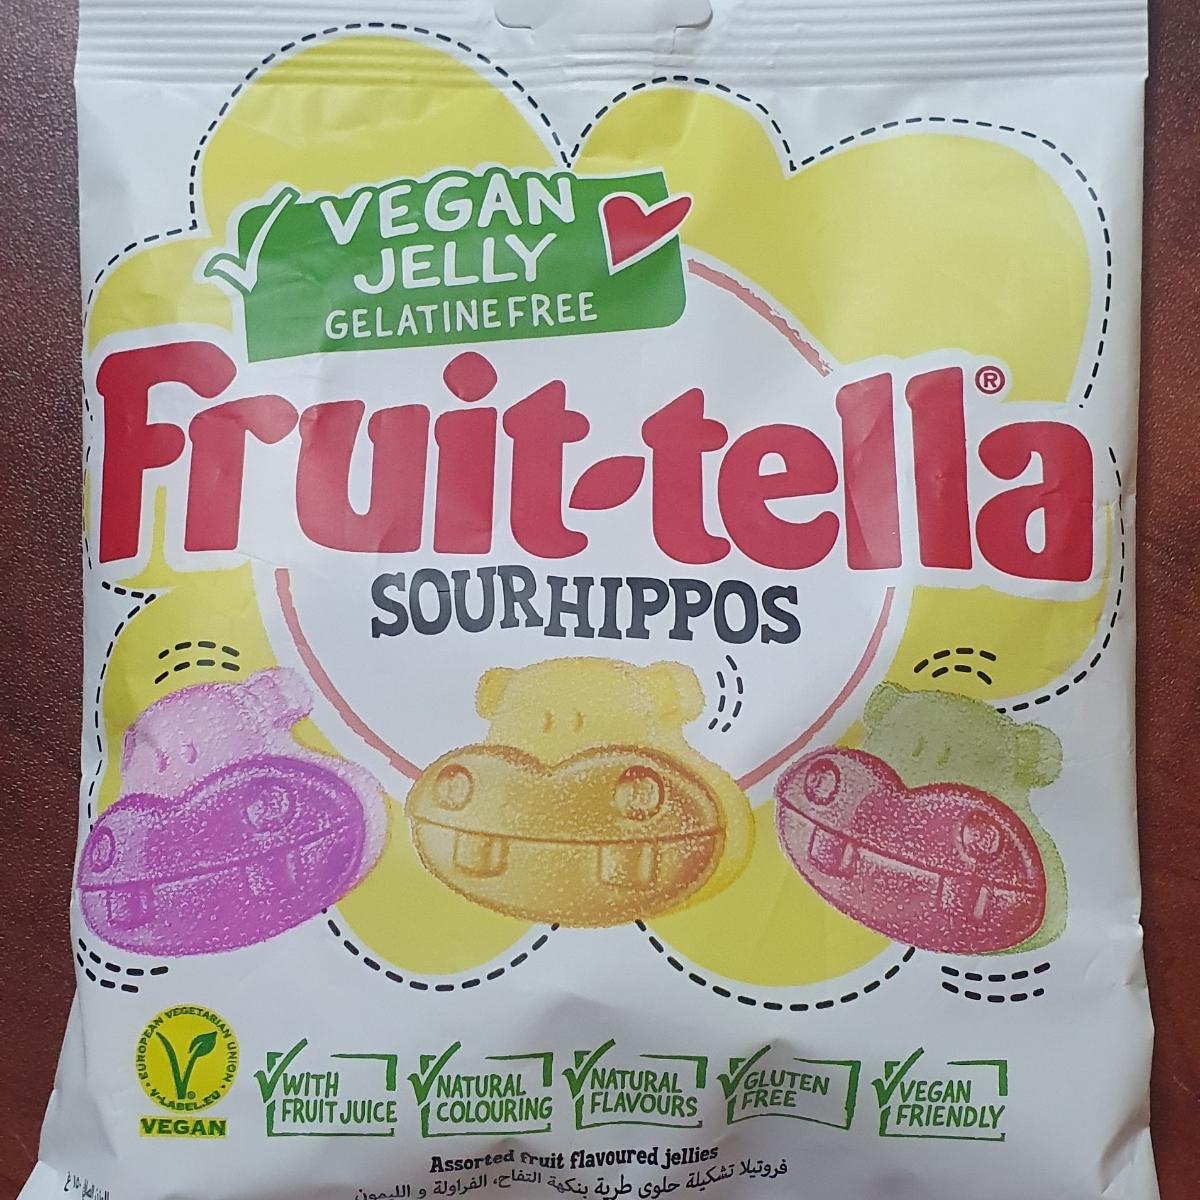 VEGAN
JELLY
GELATINE FREE
Fruit-tella®
SOUR HIPPOS
EUROPEAN VEGETARIAN UNION
V-LABEL.EU
VEGAN
WITH
FRUIT JUICE
NATURAL
COLOURING
NATURAL
FLAVOURS
GLUTEN
FREE
VEGAN
FRIENDLY
Assorted fruit flavoured jellies
فروتيلا تشكيلة حلوى طرية بنكهة التفاح، الفراولة و الليمون